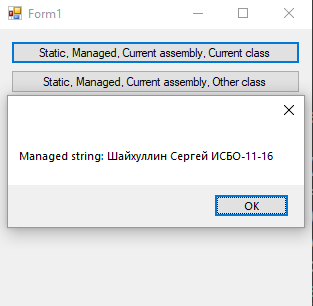 Form1
Static, Managed, Current assembly, Current class
Static, Managed, Current assembly, Other class
Managed string: Шайхуллин Сергей ИСБО-11-16
OK